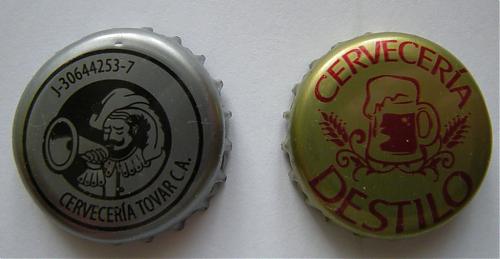 J-30644253-7
CERVECERÍA TOVAR C.A.
CERVECERÍA
DESTILO